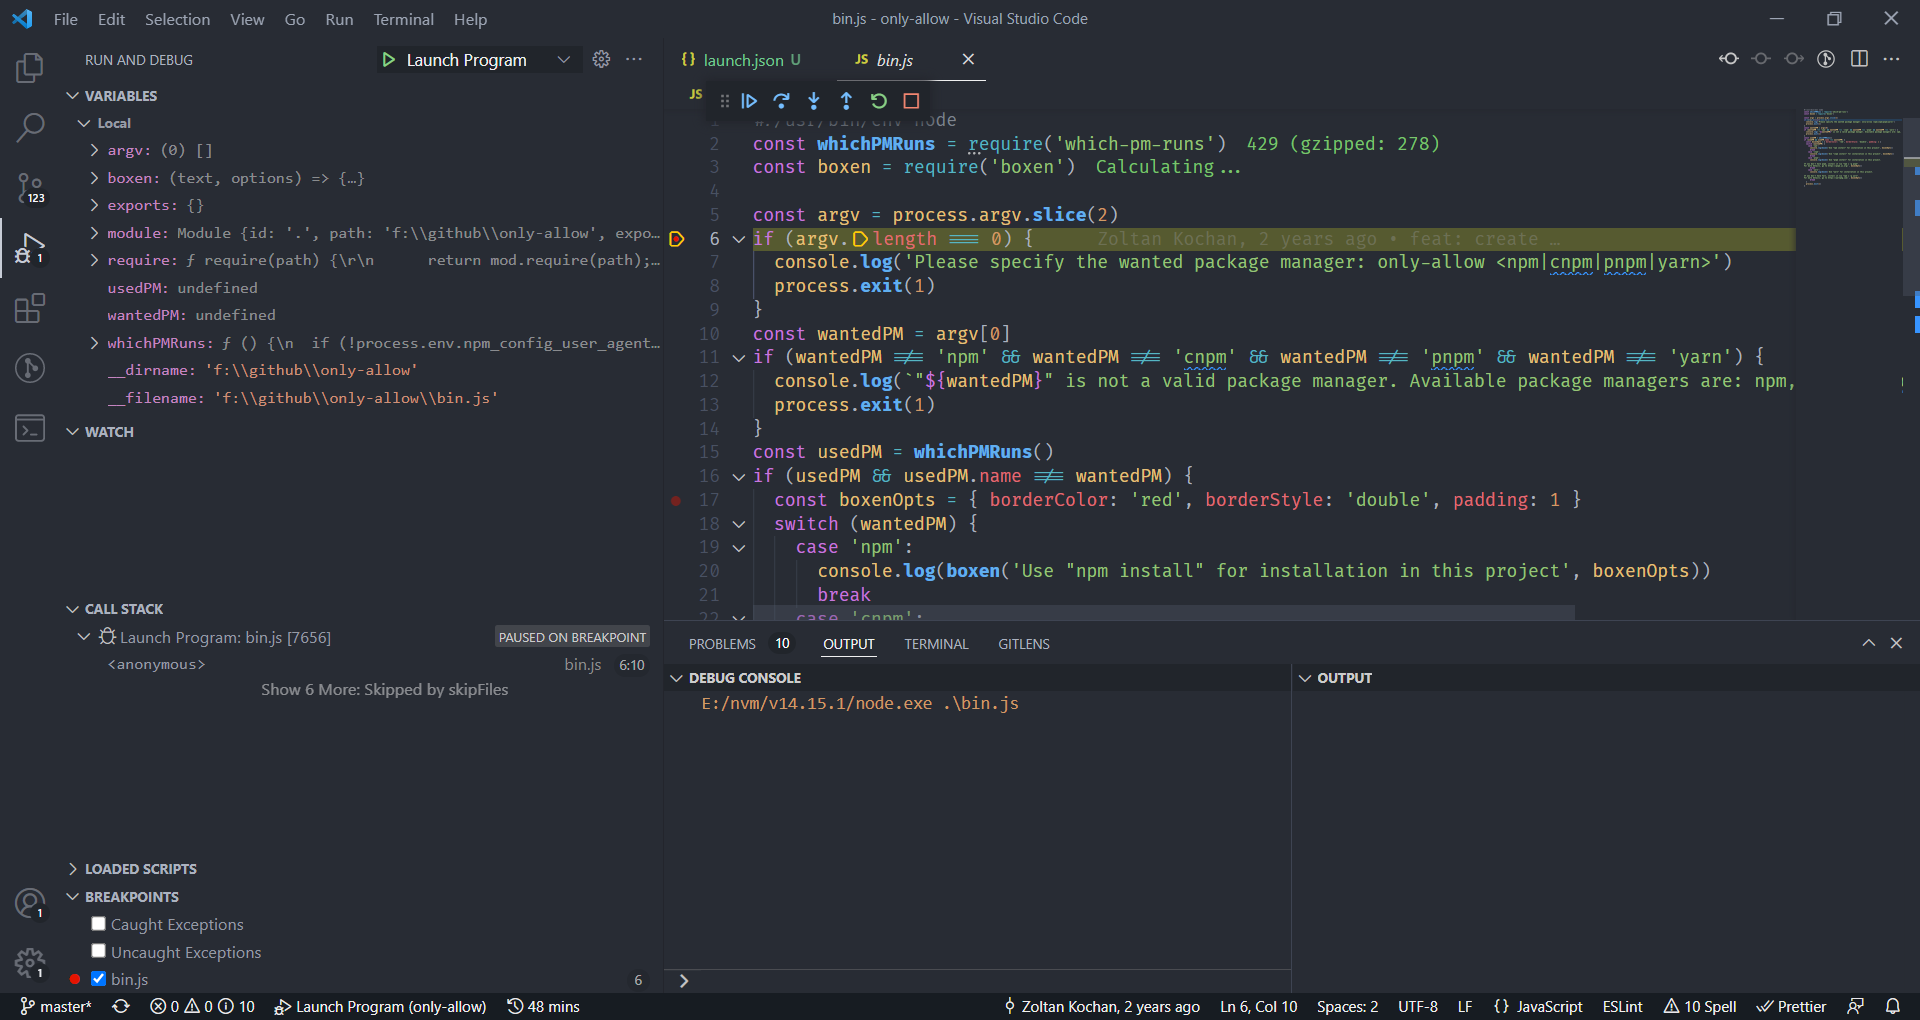 File Edit Selection View Go Run Terminal Help
bin.js - only-allow - Visual Studio Code
RUN AND DEBUG
Launch Program
VARIABLES
Local
argv: (0) []
boxen: (text, options) => {…}
exports: {}
module: Module {id: '.', path: 'f:\\github\\only-allow', expo…
require: ƒ require(path) {\r\n      return mod.require(path);…
usedPM: undefined
wantedPM: undefined
whichPMRuns: ƒ () {\n  if (!process.env.npm_config_user_agent…
__dirname: 'f:\\github\\only-allow'
__filename: 'f:\\github\\only-allow\\bin.js'
WATCH
CALL STACK
Launch Program: bin.js [7656] PAUSED ON BREAKPOINT
<anonymous> bin.js 6:10
Show 6 More: Skipped by skipFiles
LOADED SCRIPTS
BREAKPOINTS
Caught Exceptions
Uncaught Exceptions
bin.js 6
123
1
1
1
{} launch.json U
JS bin.js
JS
1 #!/usr/bin/env node
2 const whichPMRuns = require('which-pm-runs') 429 (gzipped: 278)
3 const boxen = require('boxen') Calculating...
4
5 const argv = process.argv.slice(2)
6 if (argv.length === 0) { Zoltan Kochan, 2 years ago • feat: create …
7 console.log('Please specify the wanted package manager: only-allow <npm|cnpm|pnpm|yarn>')
8 process.exit(1)
9 }
10 const wantedPM = argv[0]
11 if (wantedPM !== 'npm' && wantedPM !== 'cnpm' && wantedPM !== 'pnpm' && wantedPM !== 'yarn') {
12 console.log(`"${wantedPM}" is not a valid package manager. Available package managers are: npm,
13 process.exit(1)
14 }
15 const usedPM = whichPMRuns()
16 if (usedPM && usedPM.name !== wantedPM) {
17 const boxenOpts = { borderColor: 'red', borderStyle: 'double', padding: 1 }
18 switch (wantedPM) {
19 case 'npm':
20 console.log(boxen('Use "npm install" for installation in this project', boxenOpts))
21 break
22 case 'cnpm':
PROBLEMS 10 OUTPUT TERMINAL GITLENS
DEBUG CONSOLE
E:/nvm/v14.15.1/node.exe .\bin.js
OUTPUT
master* 0 0 10 Launch Program (only-allow) 48 mins Zoltan Kochan, 2 years ago Ln 6, Col 10 Spaces: 2 UTF-8 LF {} JavaScript ESLint 10 Spell Prettier